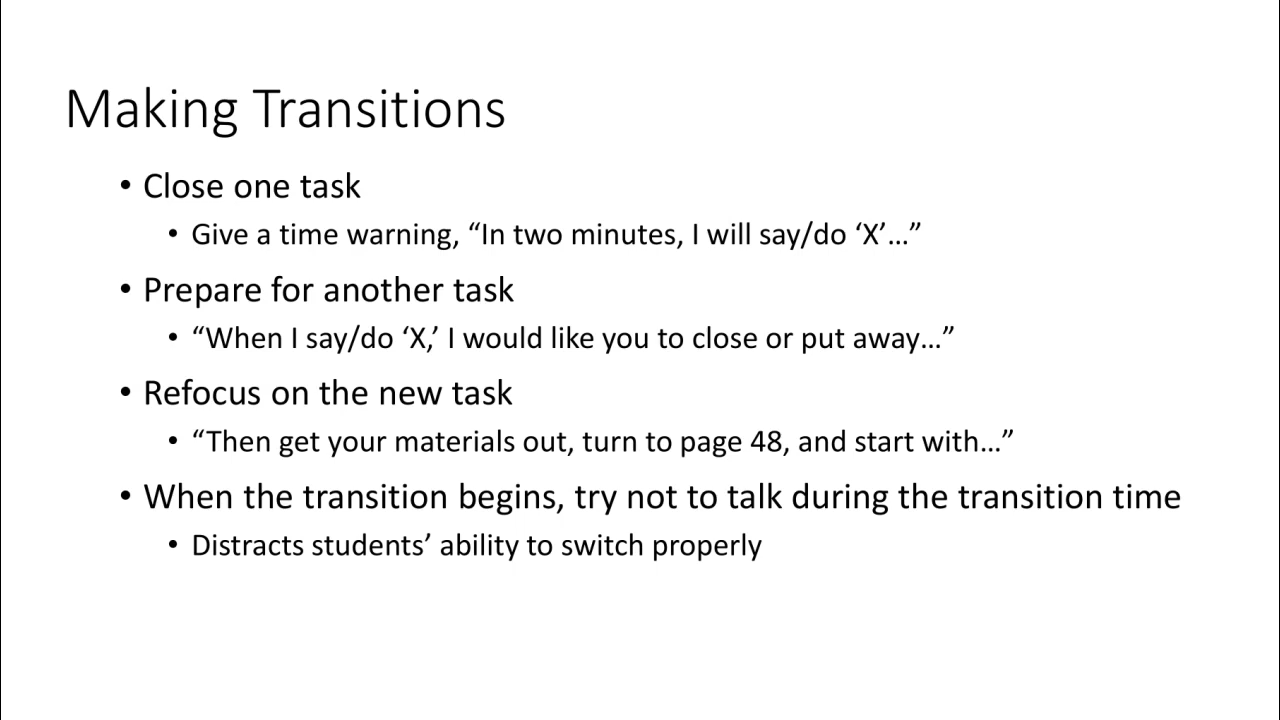 Making Transitions
• Close one task
• Give a time warning, “In two minutes, I will say/do ‘X’…”
• Prepare for another task
• “When I say/do ‘X,’ I would like you to close or put away…”
• Refocus on the new task
• “Then get your materials out, turn to page 48, and start with…”
• When the transition begins, try not to talk during the transition time
• Distracts students’ ability to switch properly